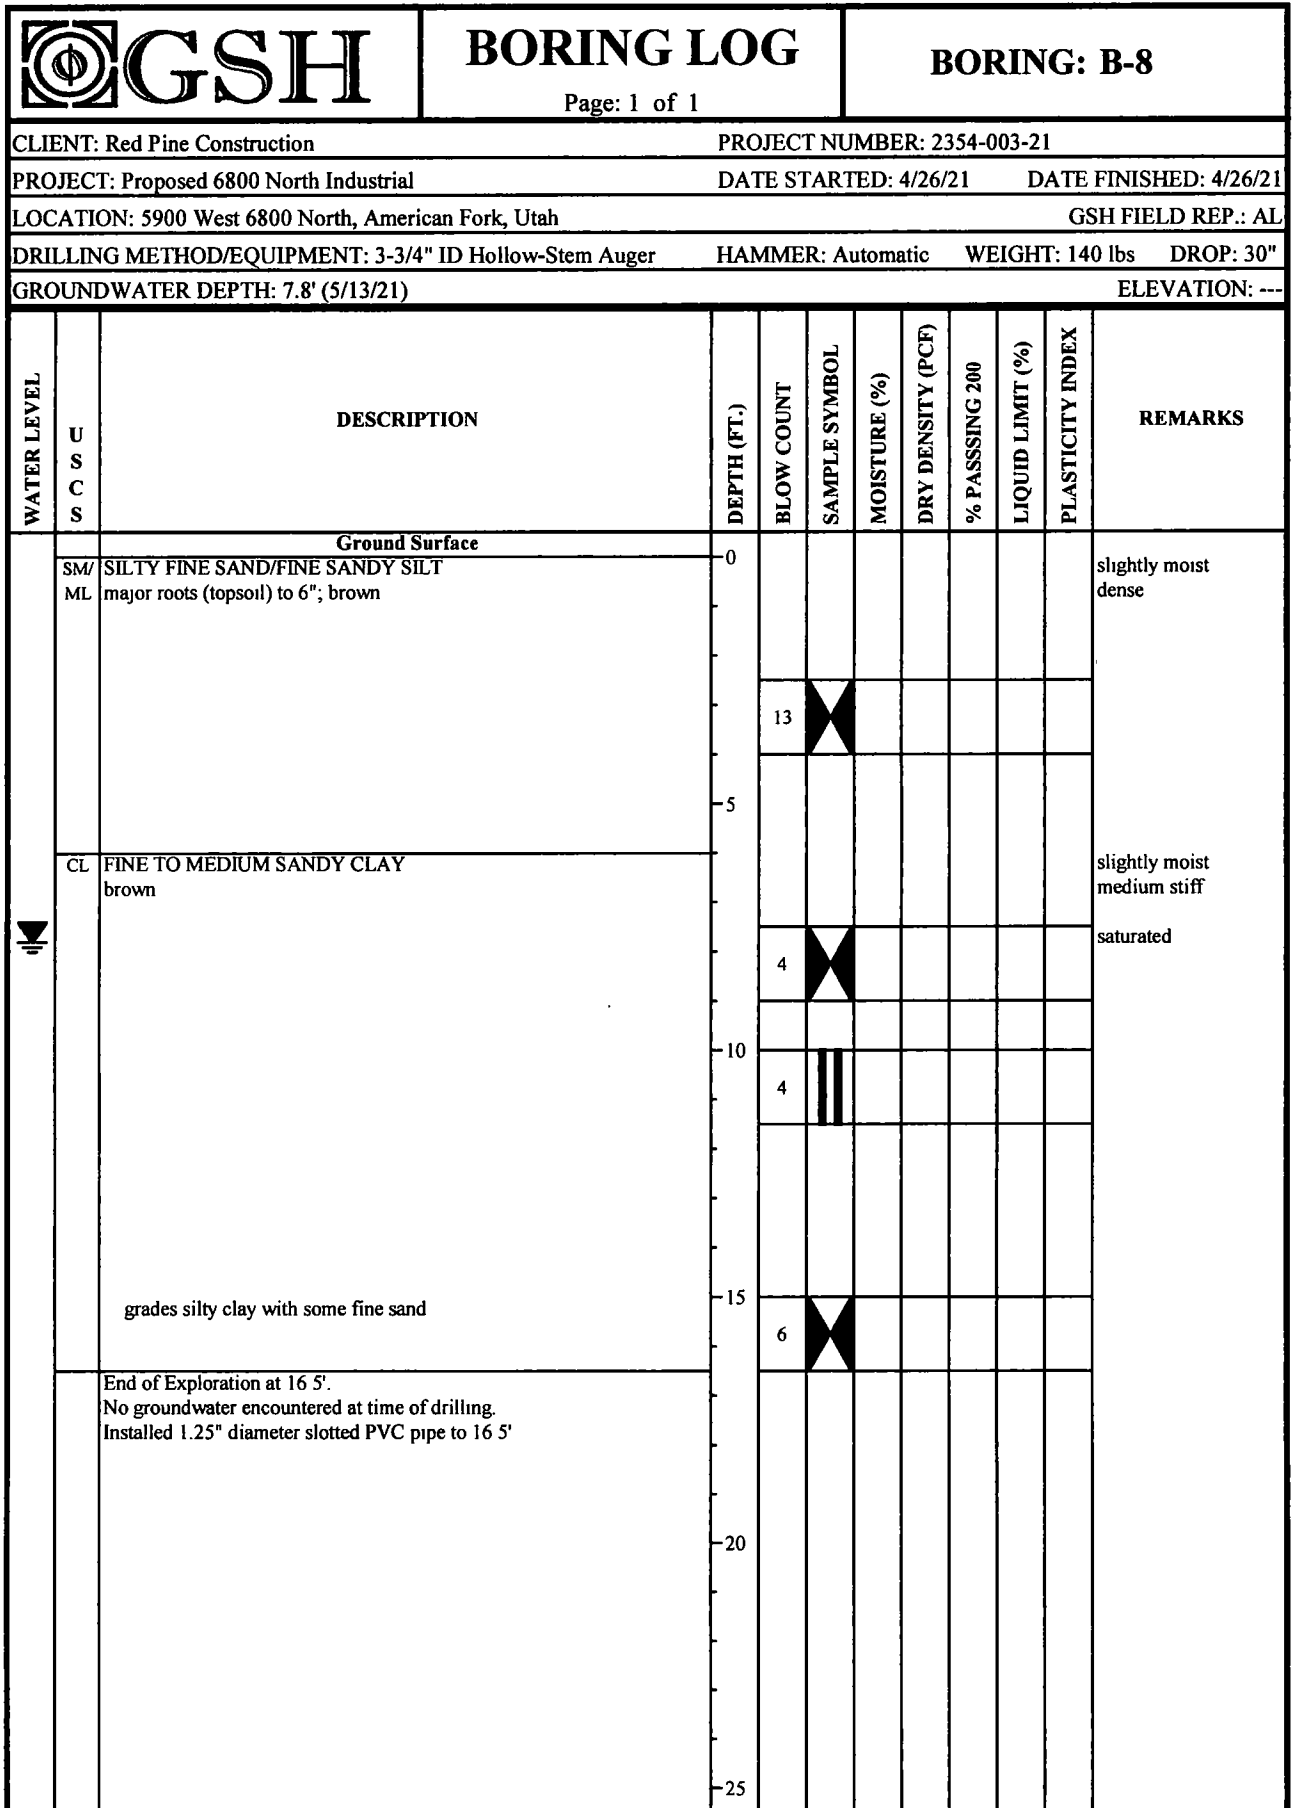 GSH
BORING LOG
Page: 1 of 1
BORING: B-8
CLIENT: Red Pine Construction PROJECT NUMBER: 2354-003-21
PROJECT: Proposed 6800 North Industrial DATE STARTED: 4/26/21 DATE FINISHED: 4/26/21
LOCATION: 5900 West 6800 North, American Fork, Utah GSH FIELD REP.: AL
DRILLING METHOD/EQUIPMENT: 3-3/4" ID Hollow-Stem Auger HAMMER: Automatic WEIGHT: 140 lbs DROP: 30"
GROUNDWATER DEPTH: 7.8' (5/13/21) ELEVATION: ---
WATER LEVEL
U
S
C
S
DESCRIPTION
DEPTH (FT.)
BLOW COUNT
SAMPLE SYMBOL
MOISTURE (%)
DRY DENSITY (PCF)
% PASSSING 200
LIQUID LIMIT (%)
PLASTICITY INDEX
REMARKS
Ground Surface
0
SM/ SILTY FINE SAND/FINE SANDY SILT slightly moist
ML major roots (topsoil) to 6"; brown dense
13
5
CL FINE TO MEDIUM SANDY CLAY slightly moist
brown medium stiff
saturated
4
10
4
15
grades silty clay with some fine sand
6
End of Exploration at 16 5'.
No groundwater encountered at time of drilling.
Installed 1.25" diameter slotted PVC pipe to 16 5'
20
25